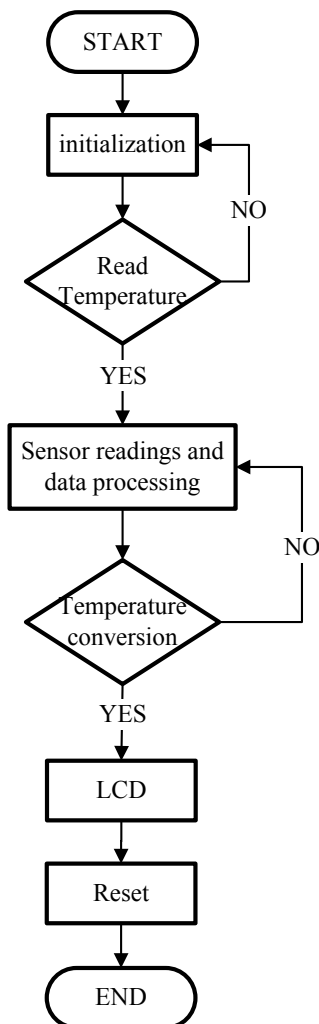 START
initialization
NO
Read
Temperature
YES
Sensor readings and
data processing
NO
Temperature
conversion
YES
LCD
Reset
END